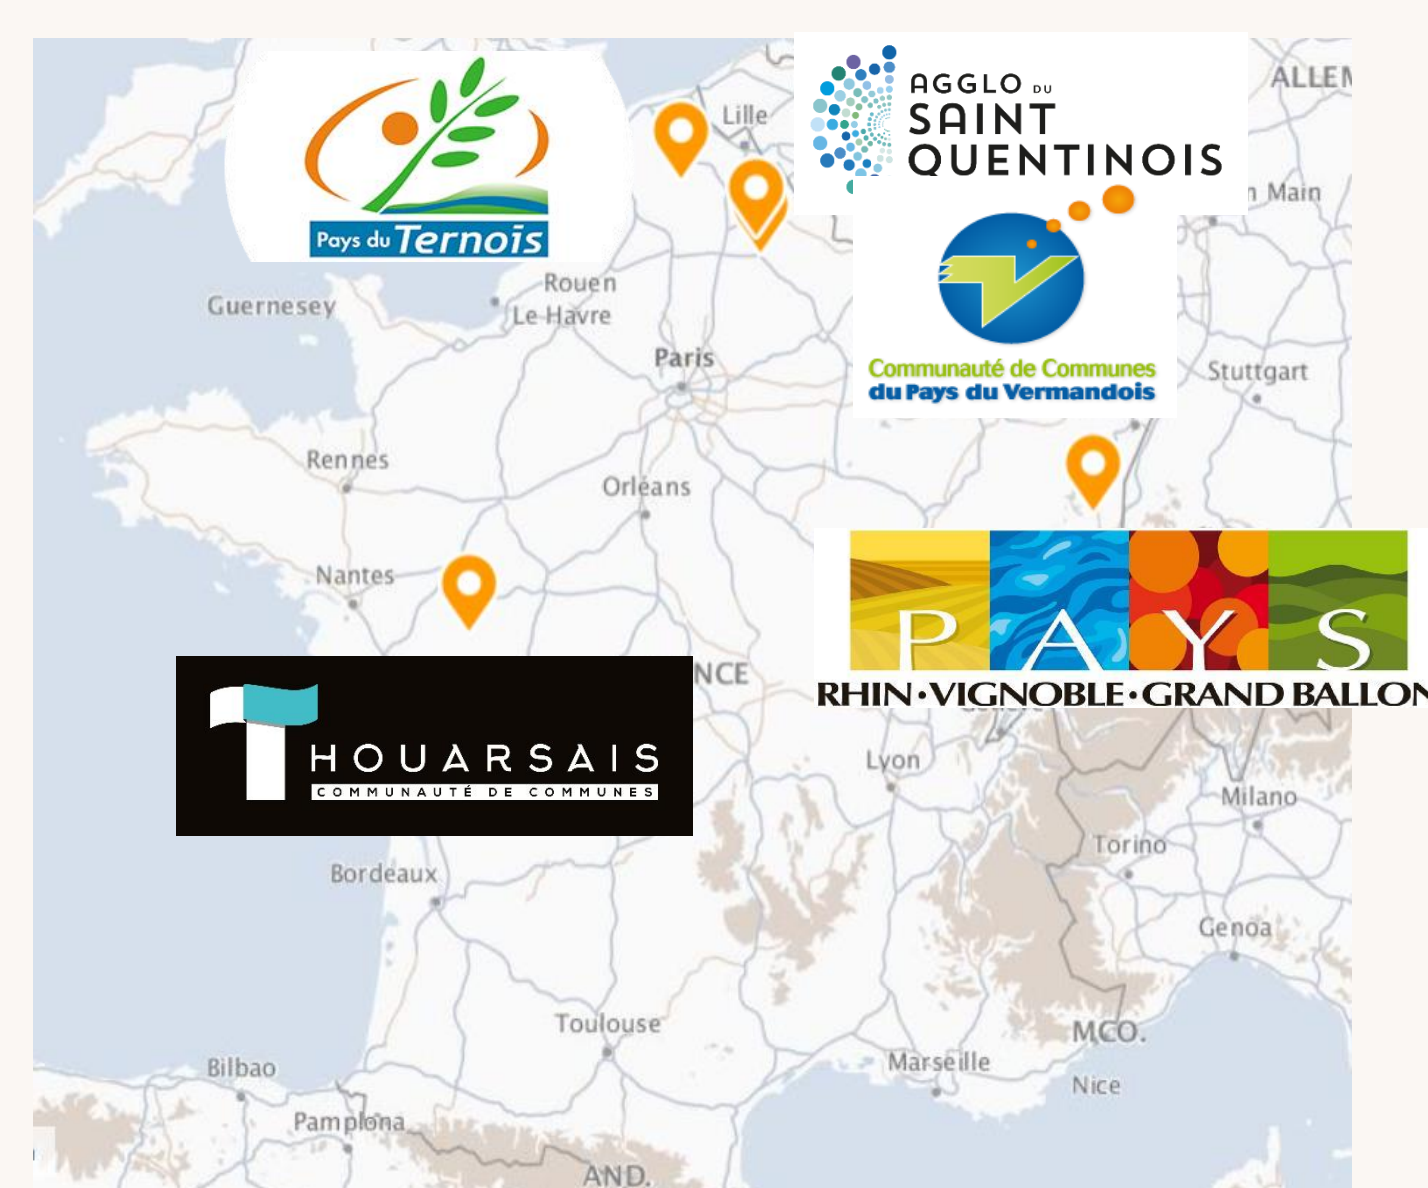 Lille
AGGLO DU
SAINT
QUENTINOIS
ALLEM
n Main
Pays du Ternois
Rouen
Guernesey
Le Havre
Paris
Communauté de Communes
du Pays du Vermandois
Stuttgart
Rennes
Orléans
Nantes
NCE
PAYS
RHIN·VIGNOBLE·GRAND BALLON
THOUARSAIS
COMMUNAUTÉ DE COMMUNES
Lyon
Milano
Torino
Bordeaux
Genoa
Toulouse
MCO.
Marseille
Nice
Bilbao
Pamplona
AND.